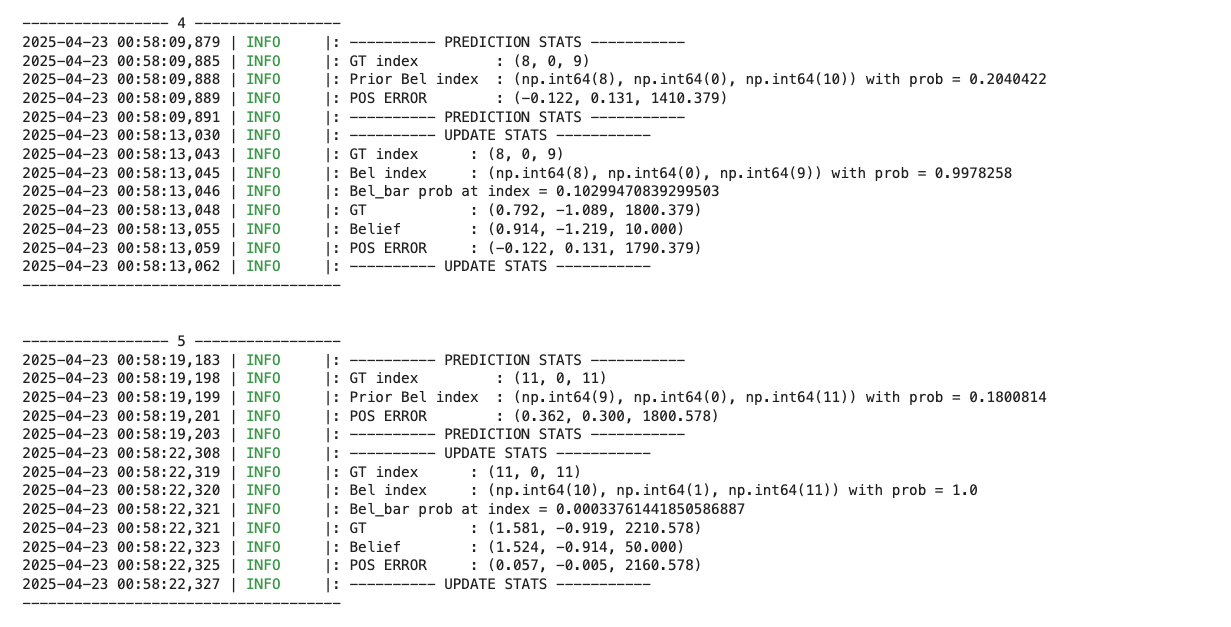 ----------------- 4 -----------------
2025-04-23 00:58:09,879 | INFO     |: ---------- PREDICTION STATS -----------
2025-04-23 00:58:09,885 | INFO     |: GT index         : (8, 0, 9)
2025-04-23 00:58:09,888 | INFO     |: Prior Bel index  : (np.int64(8), np.int64(0), np.int64(10)) with prob = 0.2040422
2025-04-23 00:58:09,889 | INFO     |: POS ERROR        : (-0.122, 0.131, 1410.379)
2025-04-23 00:58:09,891 | INFO     |: ---------- PREDICTION STATS -----------
2025-04-23 00:58:13,030 | INFO     |: ---------- UPDATE STATS -----------
2025-04-23 00:58:13,043 | INFO     |: GT index      : (8, 0, 9)
2025-04-23 00:58:13,045 | INFO     |: Bel index     : (np.int64(8), np.int64(0), np.int64(9)) with prob = 0.9978258
2025-04-23 00:58:13,046 | INFO     |: Bel_bar prob at index = 0.10299470839299503
2025-04-23 00:58:13,048 | INFO     |: GT            : (0.792, -1.089, 1800.379)
2025-04-23 00:58:13,055 | INFO     |: Belief        : (0.914, -1.219, 10.000)
2025-04-23 00:58:13,059 | INFO     |: POS ERROR     : (-0.122, 0.131, 1790.379)
2025-04-23 00:58:13,062 | INFO     |: ---------- UPDATE STATS -----------
-------------------------------------
----------------- 5 -----------------
2025-04-23 00:58:19,183 | INFO     |: ---------- PREDICTION STATS -----------
2025-04-23 00:58:19,198 | INFO     |: GT index         : (11, 0, 11)
2025-04-23 00:58:19,199 | INFO     |: Prior Bel index  : (np.int64(9), np.int64(0), np.int64(11)) with prob = 0.1800814
2025-04-23 00:58:19,201 | INFO     |: POS ERROR        : (0.362, 0.300, 1800.578)
2025-04-23 00:58:19,203 | INFO     |: ---------- PREDICTION STATS -----------
2025-04-23 00:58:22,308 | INFO     |: ---------- UPDATE STATS -----------
2025-04-23 00:58:22,319 | INFO     |: GT index      : (11, 0, 11)
2025-04-23 00:58:22,320 | INFO     |: Bel index     : (np.int64(10), np.int64(1), np.int64(11)) with prob = 1.0
2025-04-23 00:58:22,321 | INFO     |: Bel_bar prob at index = 0.00033761441850586887
2025-04-23 00:58:22,321 | INFO     |: GT            : (1.581, -0.919, 2210.578)
2025-04-23 00:58:22,323 | INFO     |: Belief        : (1.524, -0.914, 50.000)
2025-04-23 00:58:22,325 | INFO     |: POS ERROR     : (0.057, -0.005, 2160.578)
2025-04-23 00:58:22,327 | INFO     |: ---------- UPDATE STATS -----------
-------------------------------------